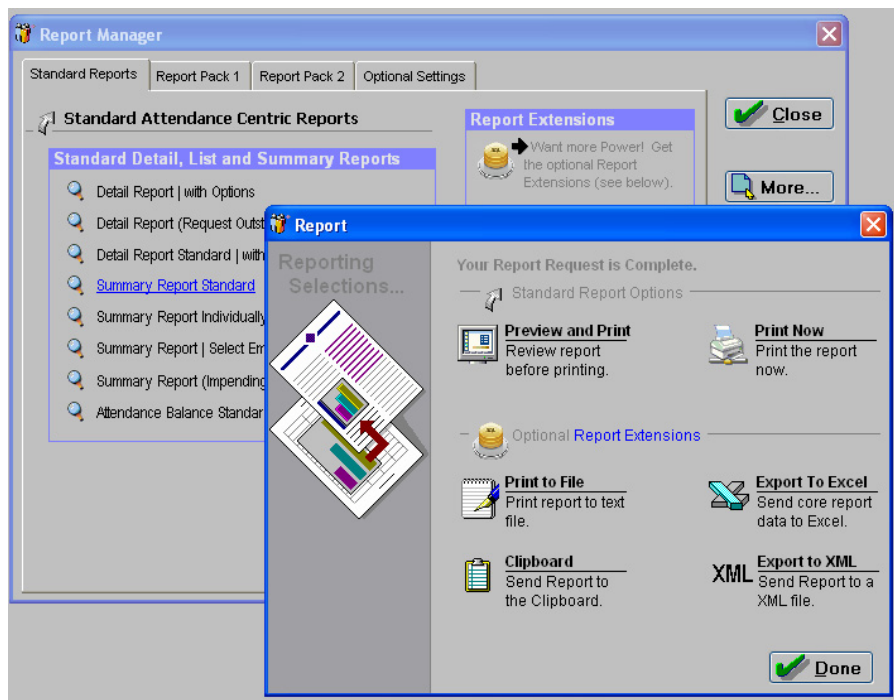 Report Manager
Standard Reports
Report Pack 1
Report Pack 2
Optional Settings
Standard Attendance Centric Reports
Standard Detail, List and Summary Reports
Detail Report | with Options
Detail Report (Request Outst
Detail Report Standard | with
Summary Report Standard
Summary Report Individually
Summary Report | Select Em
Summary Report (Impending
Attendance Balance Standar
Report Extensions
Want more Power! Get
the optional Report
Extensions (see below).
Close
More...
Report
Reporting
Selections...
Your Report Request is Complete.
Standard Report Options
Preview and Print
Review report
before printing.
Print Now
Print the report
now.
Optional Report Extensions
Print to File
Print report to text
file.
Export To Excel
Send core report
data to Excel.
Clipboard
Send Report to
the Clipboard.
XML
Export to XML
Send Report to a
XML file.
Done